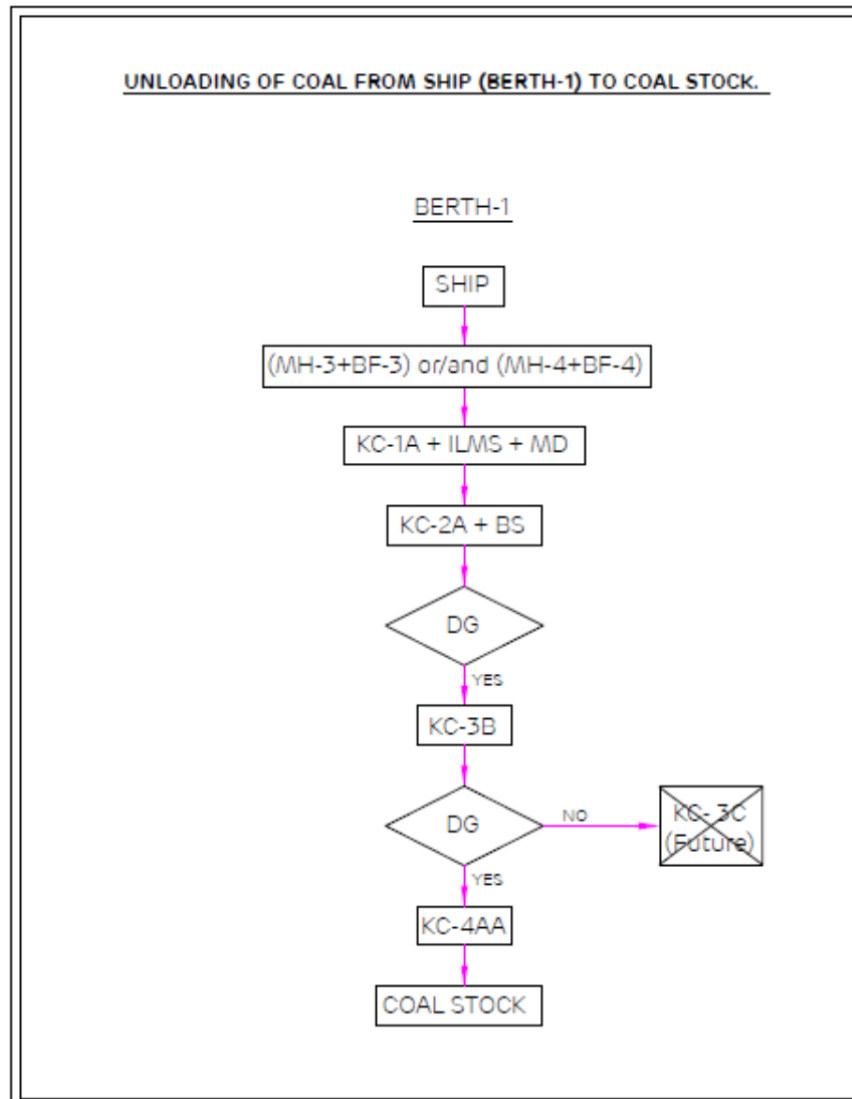 UNLOADING OF COAL FROM SHIP (BERTH-1) TO COAL STOCK.
BERTH-1
SHIP
(MH-3+BF-3) or/and (MH-4+BF-4)
KC-1A + ILMS + MD
KC-2A + BS
DG
YES
KC-3B
DG
NO
KC- 3C
(Future)
YES
KC-4AA
COAL STOCK